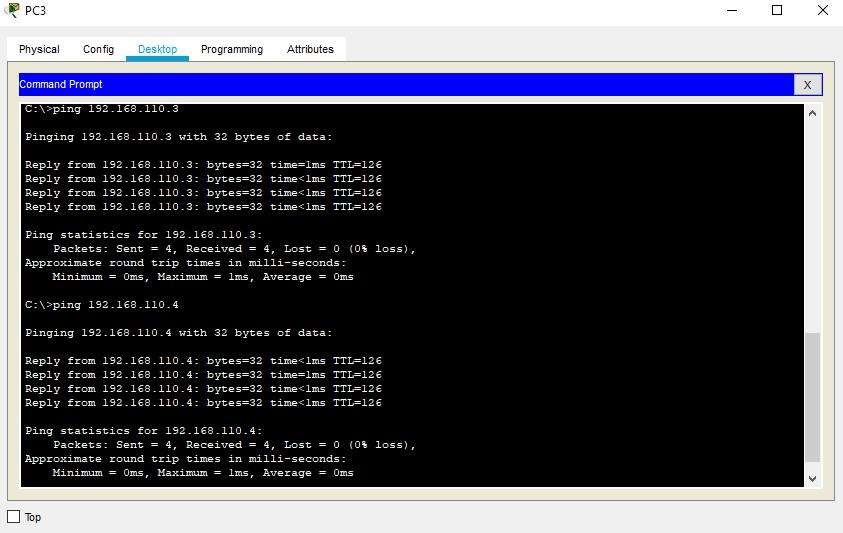 PC3
Physical Config Desktop Programming Attributes
Command Prompt X
C:\>ping 192.168.110.3
Pinging 192.168.110.3 with 32 bytes of data:
Reply from 192.168.110.3: bytes=32 time=1ms TTL=126
Reply from 192.168.110.3: bytes=32 time<1ms TTL=126
Reply from 192.168.110.3: bytes=32 time<1ms TTL=126
Reply from 192.168.110.3: bytes=32 time<1ms TTL=126
Ping statistics for 192.168.110.3:
Packets: Sent = 4, Received = 4, Lost = 0 (0% loss),
Approximate round trip times in milli-seconds:
Minimum = 0ms, Maximum = 1ms, Average = 0ms
C:\>ping 192.168.110.4
Pinging 192.168.110.4 with 32 bytes of data:
Reply from 192.168.110.4: bytes=32 time<1ms TTL=126
Reply from 192.168.110.4: bytes=32 time<1ms TTL=126
Reply from 192.168.110.4: bytes=32 time<1ms TTL=126
Reply from 192.168.110.4: bytes=32 time<1ms TTL=126
Ping statistics for 192.168.110.4:
Packets: Sent = 4, Received = 4, Lost = 0 (0% loss),
Approximate round trip times in milli-seconds:
Minimum = 0ms, Maximum = 1ms, Average = 0ms
Top